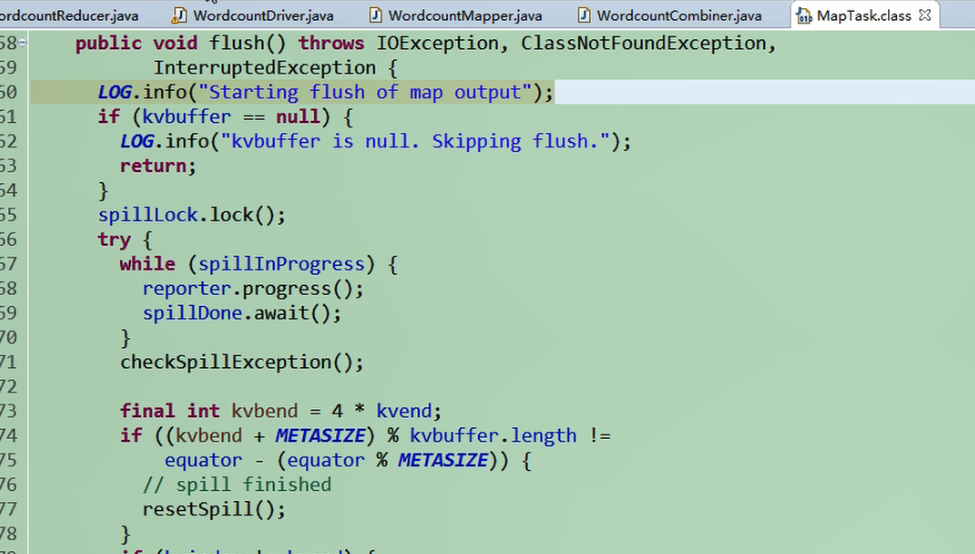 ordcountReducer.java WordcountDriver.java WordcountMapper.java WordcountCombiner.java MapTask.class
58 public void flush() throws IOException, ClassNotFoundException,
59 InterruptedException {
60 LOG.info("Starting flush of map output");
61 if (kvbuffer == null) {
62 LOG.info("kvbuffer is null. Skipping flush.");
63 return;
64 }
65 spillLock.lock();
66 try {
67 while (spillInProgress) {
68 reporter.progress();
69 spillDone.await();
70 }
71 checkSpillException();
72
73 final int kvbend = 4 * kvend;
74 if ((kvbend + METASIZE) % kvbuffer.length !=
75 equator - (equator % METASIZE)) {
76 // spill finished
77 resetSpill();
78 }